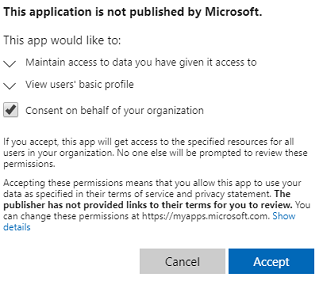 This application is not published by Microsoft.
This app would like to:
Maintain access to data you have given it access to
View users' basic profile
Consent on behalf of your organization
If you accept, this app will get access to the specified resources for all
users in your organization. No one else will be prompted to review these
permissions.
Accepting these permissions means that you allow this app to use your
data as specified in their terms of service and privacy statement. The
publisher has not provided links to their terms for you to review. You
can change these permissions at https://myapps.microsoft.com. Show
details
Cancel
Accept